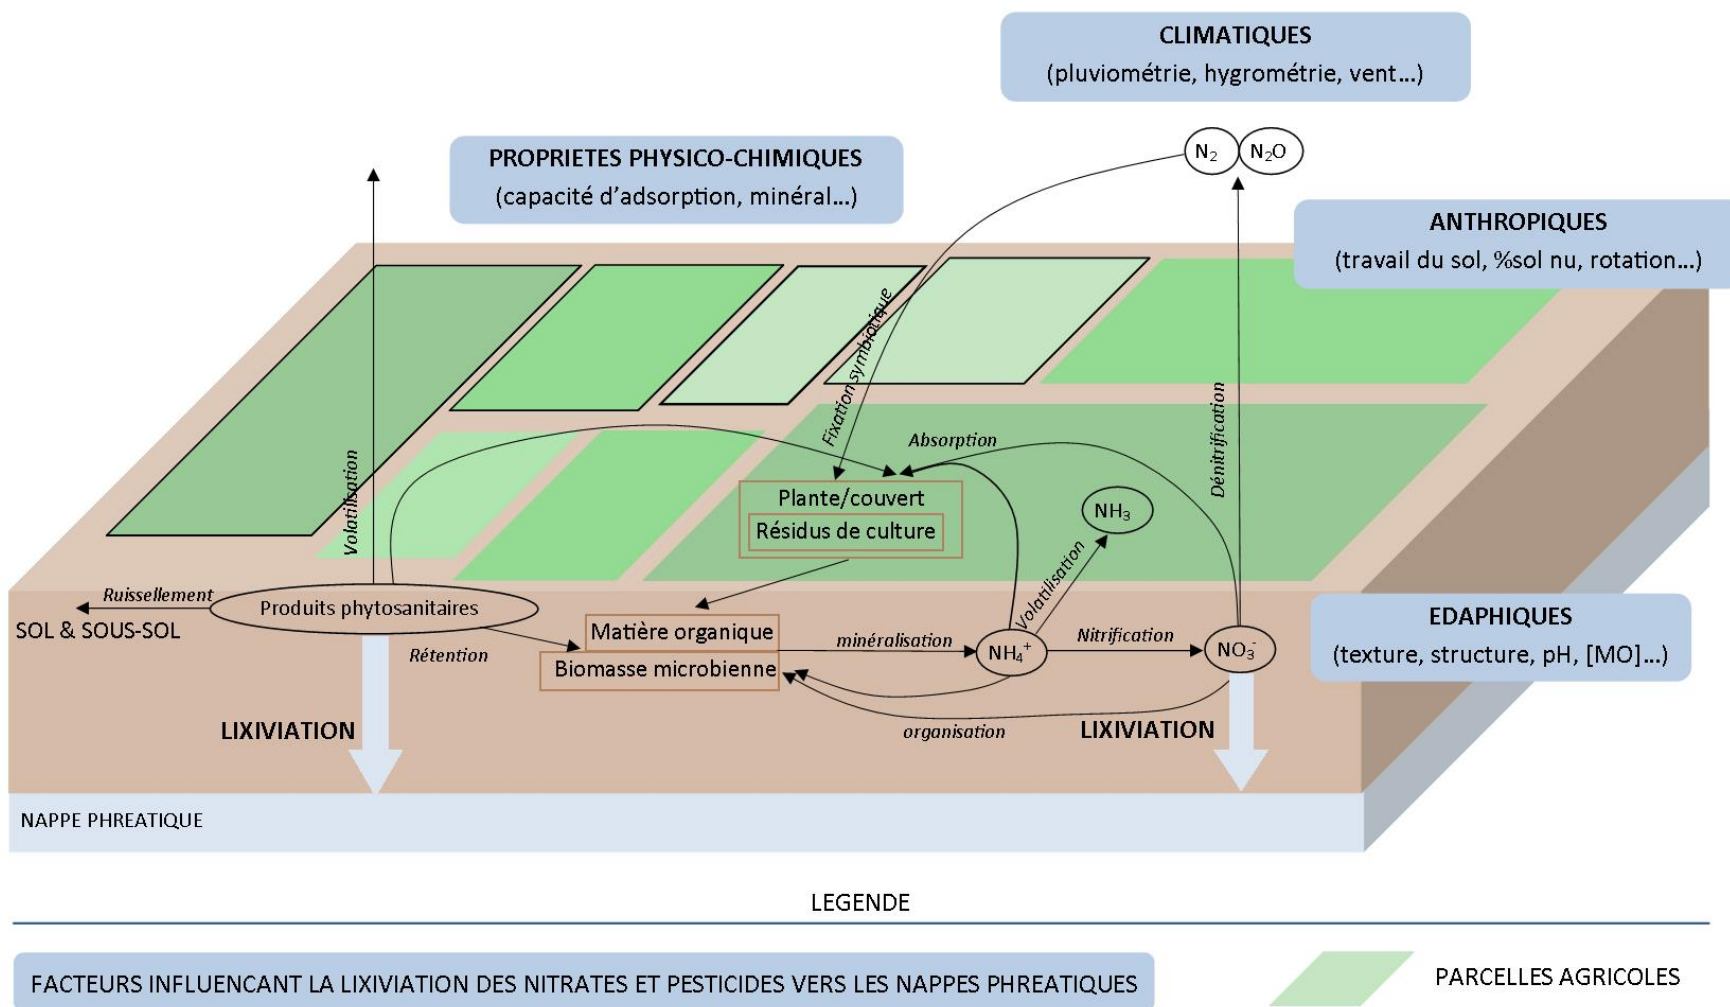 CLIMATIQUES
(pluviométrie, hygrométrie, vent...)
PROPRIETES PHYSICO-CHIMIQUES
(capacité d'adsorption, minéral...)
N₂
N₂O
ANTHROPIQUES
(travail du sol, %sol nu, rotation...)
Fixation symbiotique
Dénitrification
Absorption
Volatilisation
Plante/couvert
Résidus de culture
NH₃
Volatilisation
Ruissellement
Produits phytosanitaires
SOL & SOUS-SOL
Rétention
Matière organique
Biomasse microbienne
minéralisation
NH₄⁺
Nitrification
NO₃⁻
EDAPHIQUES
(texture, structure, pH, [MO]...)
LIXIVIATION
organisation
LIXIVIATION
NAPPE PHREATIQUE
LEGENDE
FACTEURS INFLUENCANT LA LIXIVIATION DES NITRATES ET PESTICIDES VERS LES NAPPES PHREATIQUES
PARCELLES AGRICOLES